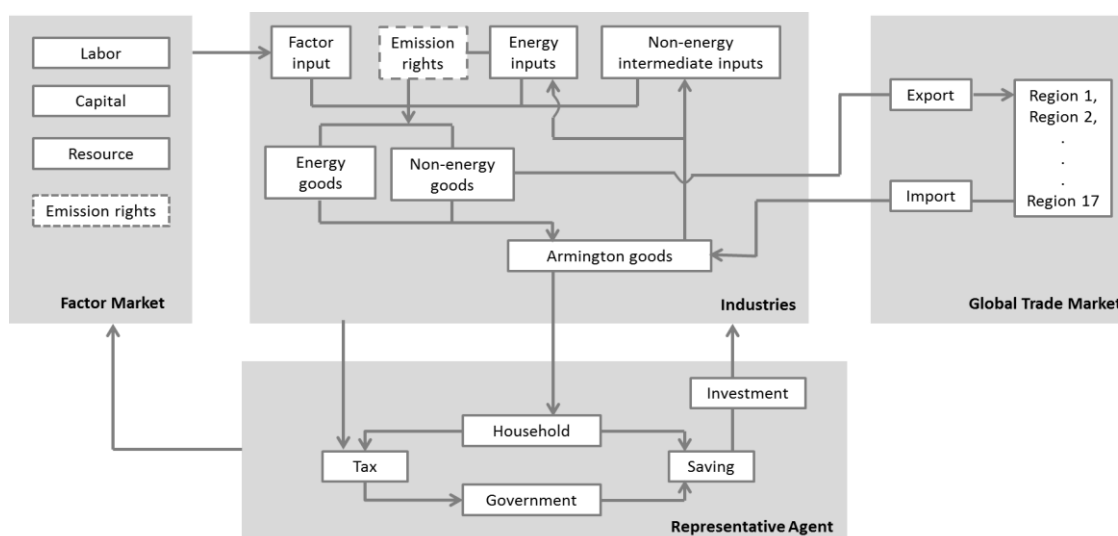 Labor
Capital
Resource
Emission rights
Factor Market
Factor
input
Emission
rights
Energy
inputs
Non-energy
intermediate inputs
Energy
goods
Non-energy
goods
Armington goods
Industries
Export
Import
Region 1,
Region 2,
.
.
.
Region 17
Global Trade Market
Investment
Household
Tax
Saving
Government
Representative Agent